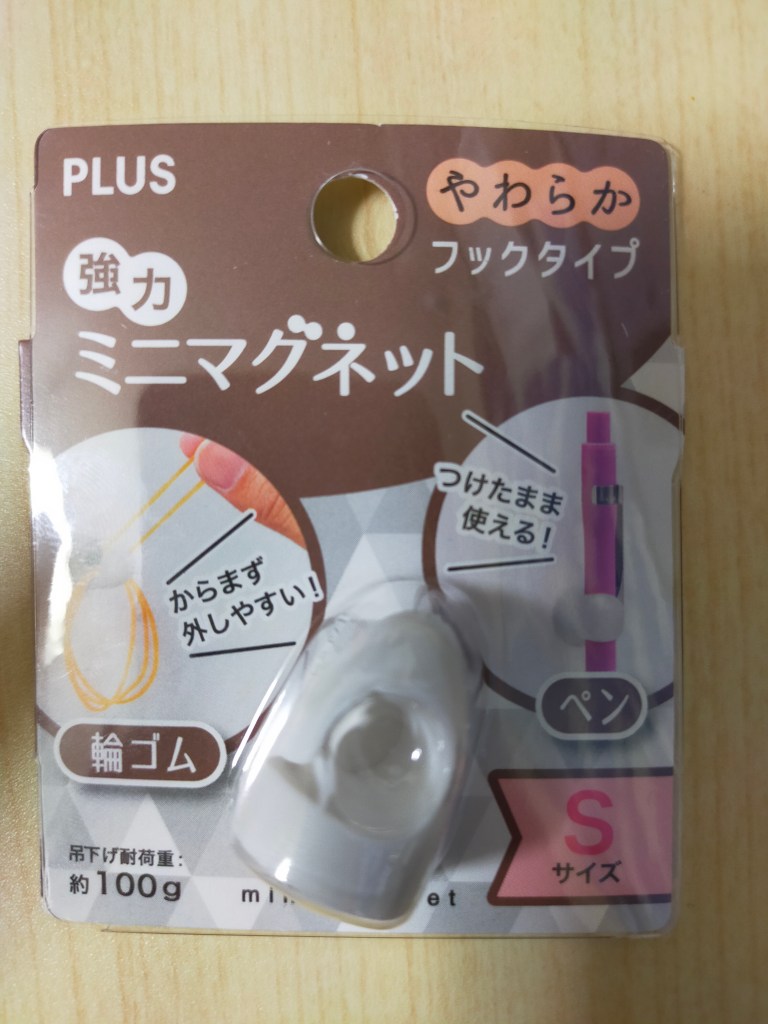 PLUS
やわらか
フックタイプ
強力
ミニマグネット
つけたまま
使える!
からまず
外しやすい!
ペン
輪ゴム
S
サイズ
吊下げ耐荷重:
約100g